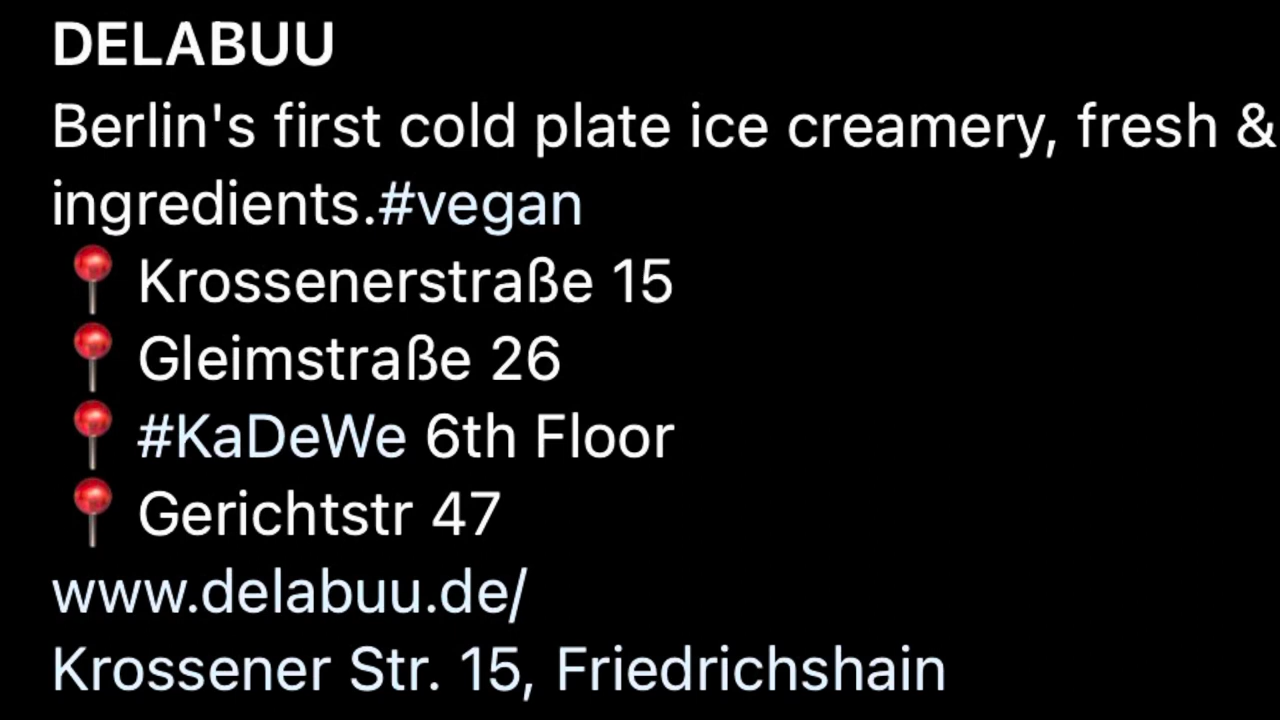 DELABUU
Berlin's first cold plate ice creamery, fresh &
ingredients.#vegan
📍 Krossenerstraße 15
📍 Gleimstraße 26
📍 #KaDeWe 6th Floor
📍 Gerichtstr 47
www.delabuu.de/
Krossener Str. 15, Friedrichshain